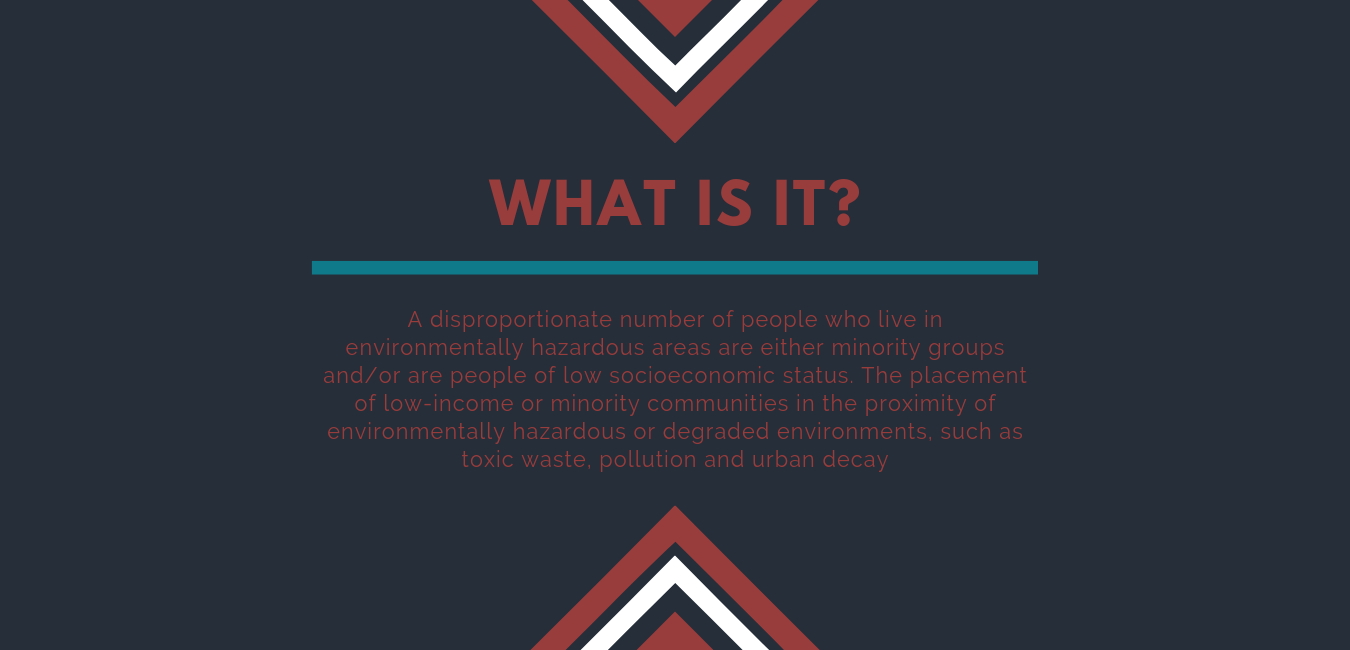 WHAT IS IT?
A disproportionate number of people who live in
environmentally hazardous areas are either minority groups
and/or are people of low socioeconomic status. The placement
of low-income or minority communities in the proximity of
environmentally hazardous or degraded environments, such as
toxic waste, pollution and urban decay